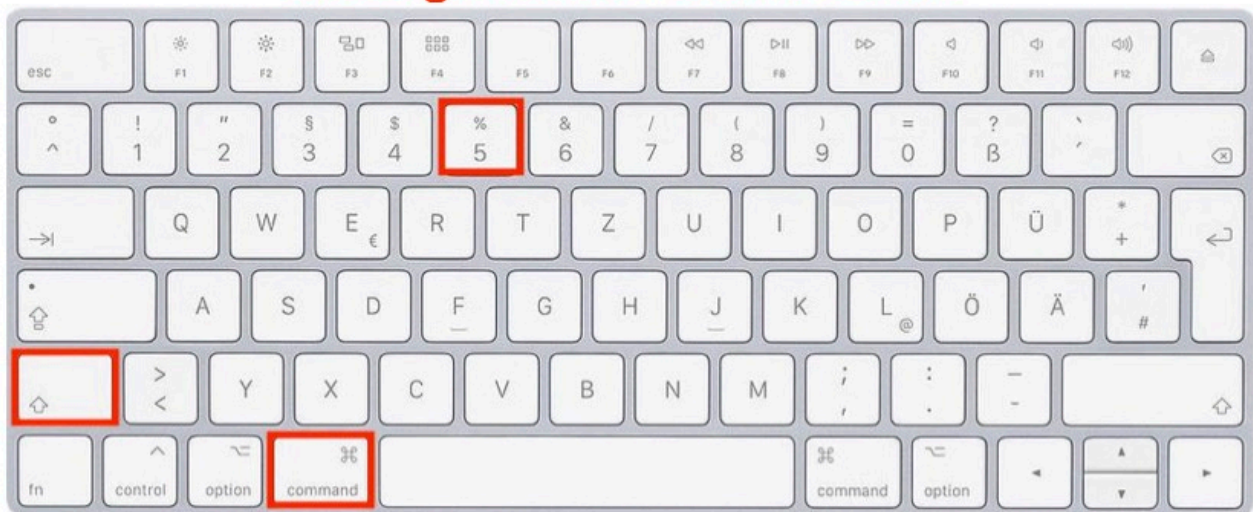 esc F1 F2 F3 F4 F5 F6 F7 F8 F9 F10 F11 F12
° ! " § $ % & / ( ) = ? `
^ 1 2 3 4 5 6 7 8 9 0 ß ´
Q W E € R T Z U I O P Ü * +
A S D F G H J K L @ Ö Ä ' #
> < Y X C V B N M ; , : . — -
fn control ^ option ⌥ command ⌘ ⌘ command ⌥ option